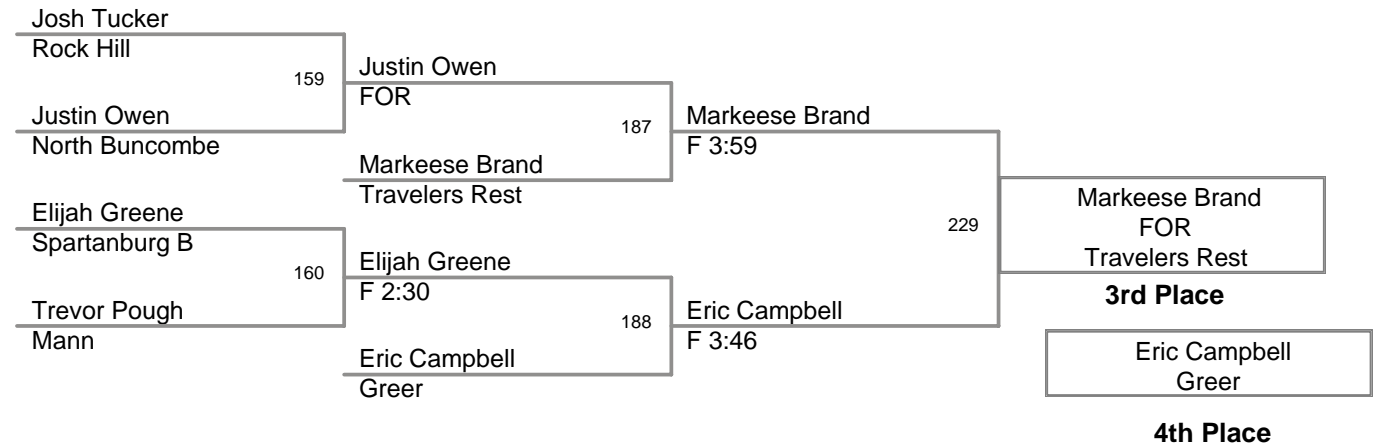 Josh Tucker
Rock Hill
159
Justin Owen
North Buncombe
Justin Owen
FOR
187
Markeese Brand
Travelers Rest
Markeese Brand
F 3:59
Elijah Greene
Spartanburg B
160
Trevor Pough
Mann
Elijah Greene
F 2:30
188
Eric Campbell
Greer
Eric Campbell
F 3:46
229
Markeese Brand
FOR
Travelers Rest
3rd Place
Eric Campbell
Greer
4th Place